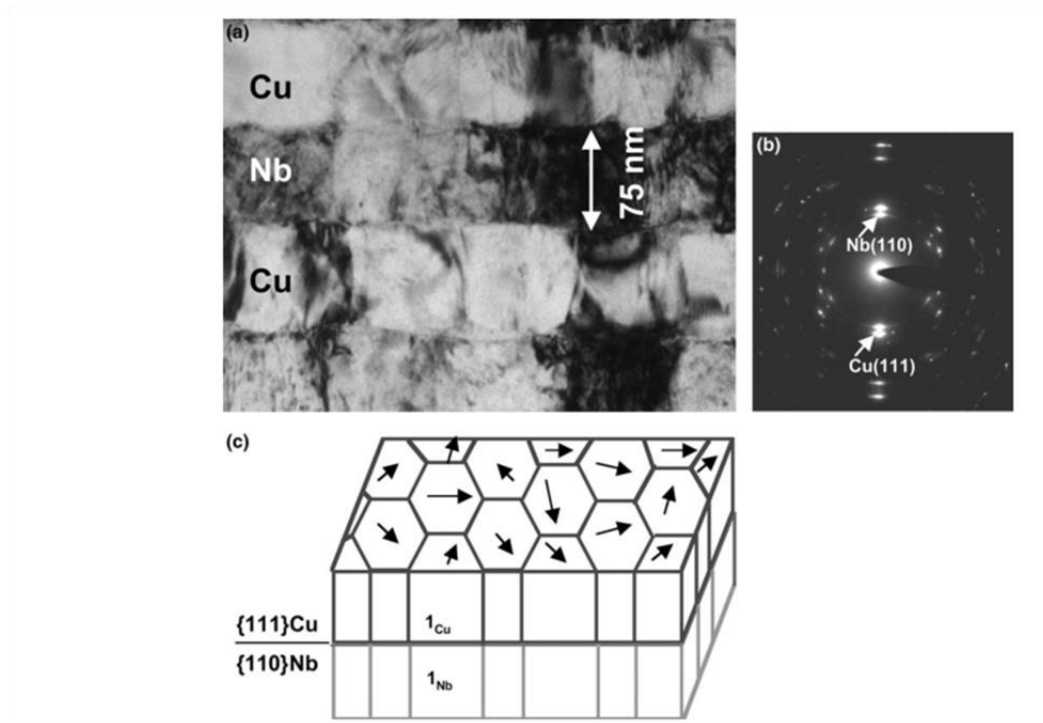 (a)
Cu
Nb
75 nm
Cu
(b)
Nb(110)
Cu(111)
(c)
{111}Cu
{110}Nb
1Cu
1Nb